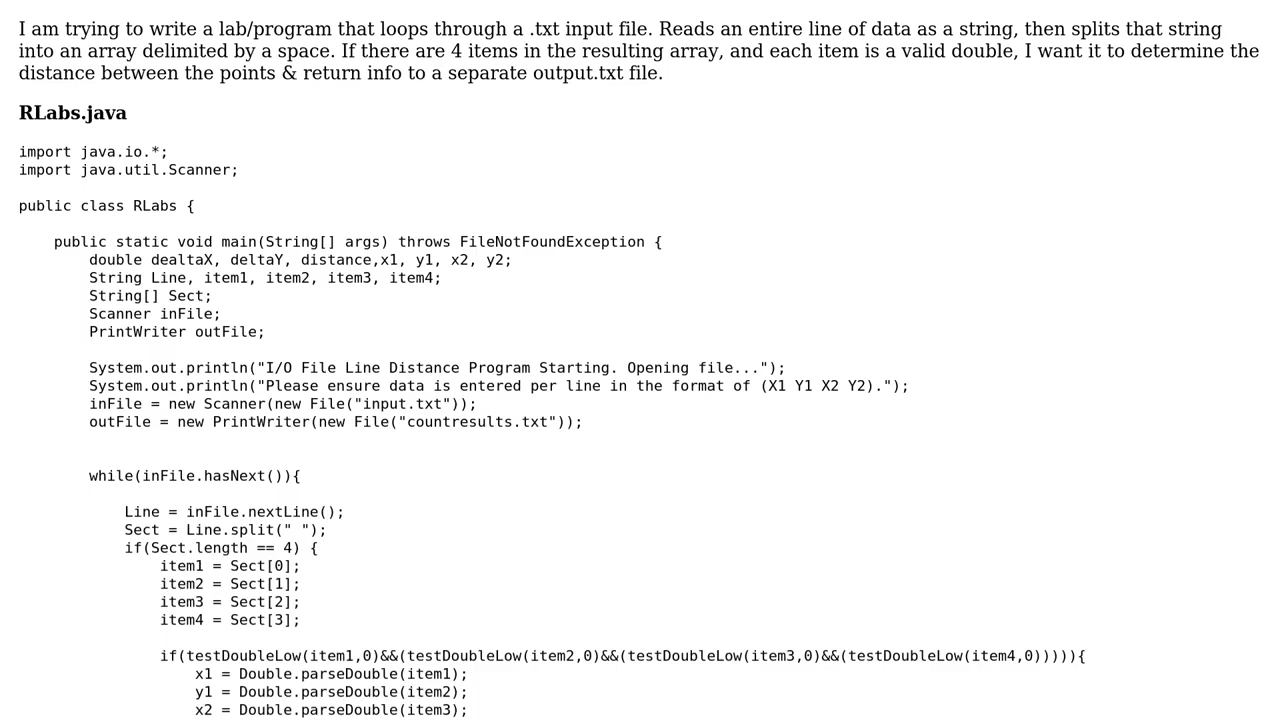 I am trying to write a lab/program that loops through a .txt input file. Reads an entire line of data as a string, then splits that string
into an array delimited by a space. If there are 4 items in the resulting array, and each item is a valid double, I want it to determine the
distance between the points & return info to a separate output.txt file.
RLabs.java
import java.io.*;
import java.util.Scanner;
public class RLabs {
    public static void main(String[] args) throws FileNotFoundException {
        double dealtaX, deltaY, distance,x1, y1, x2, y2;
        String Line, item1, item2, item3, item4;
        String[] Sect;
        Scanner inFile;
        PrintWriter outFile;
        System.out.println("I/O File Line Distance Program Starting. Opening file...");
        System.out.println("Please ensure data is entered per line in the format of (X1 Y1 X2 Y2).");
        inFile = new Scanner(new File("input.txt"));
        outFile = new PrintWriter(new File("countresults.txt"));
        while(inFile.hasNext()){
            Line = inFile.nextLine();
            Sect = Line.split(" ");
            if(Sect.length == 4) {
                item1 = Sect[0];
                item2 = Sect[1];
                item3 = Sect[2];
                item4 = Sect[3];
                if(testDoubleLow(item1,0)&&(testDoubleLow(item2,0)&&(testDoubleLow(item3,0)&&(testDoubleLow(item4,0))))){
                    x1 = Double.parseDouble(item1);
                    y1 = Double.parseDouble(item2);
                    x2 = Double.parseDouble(item3);